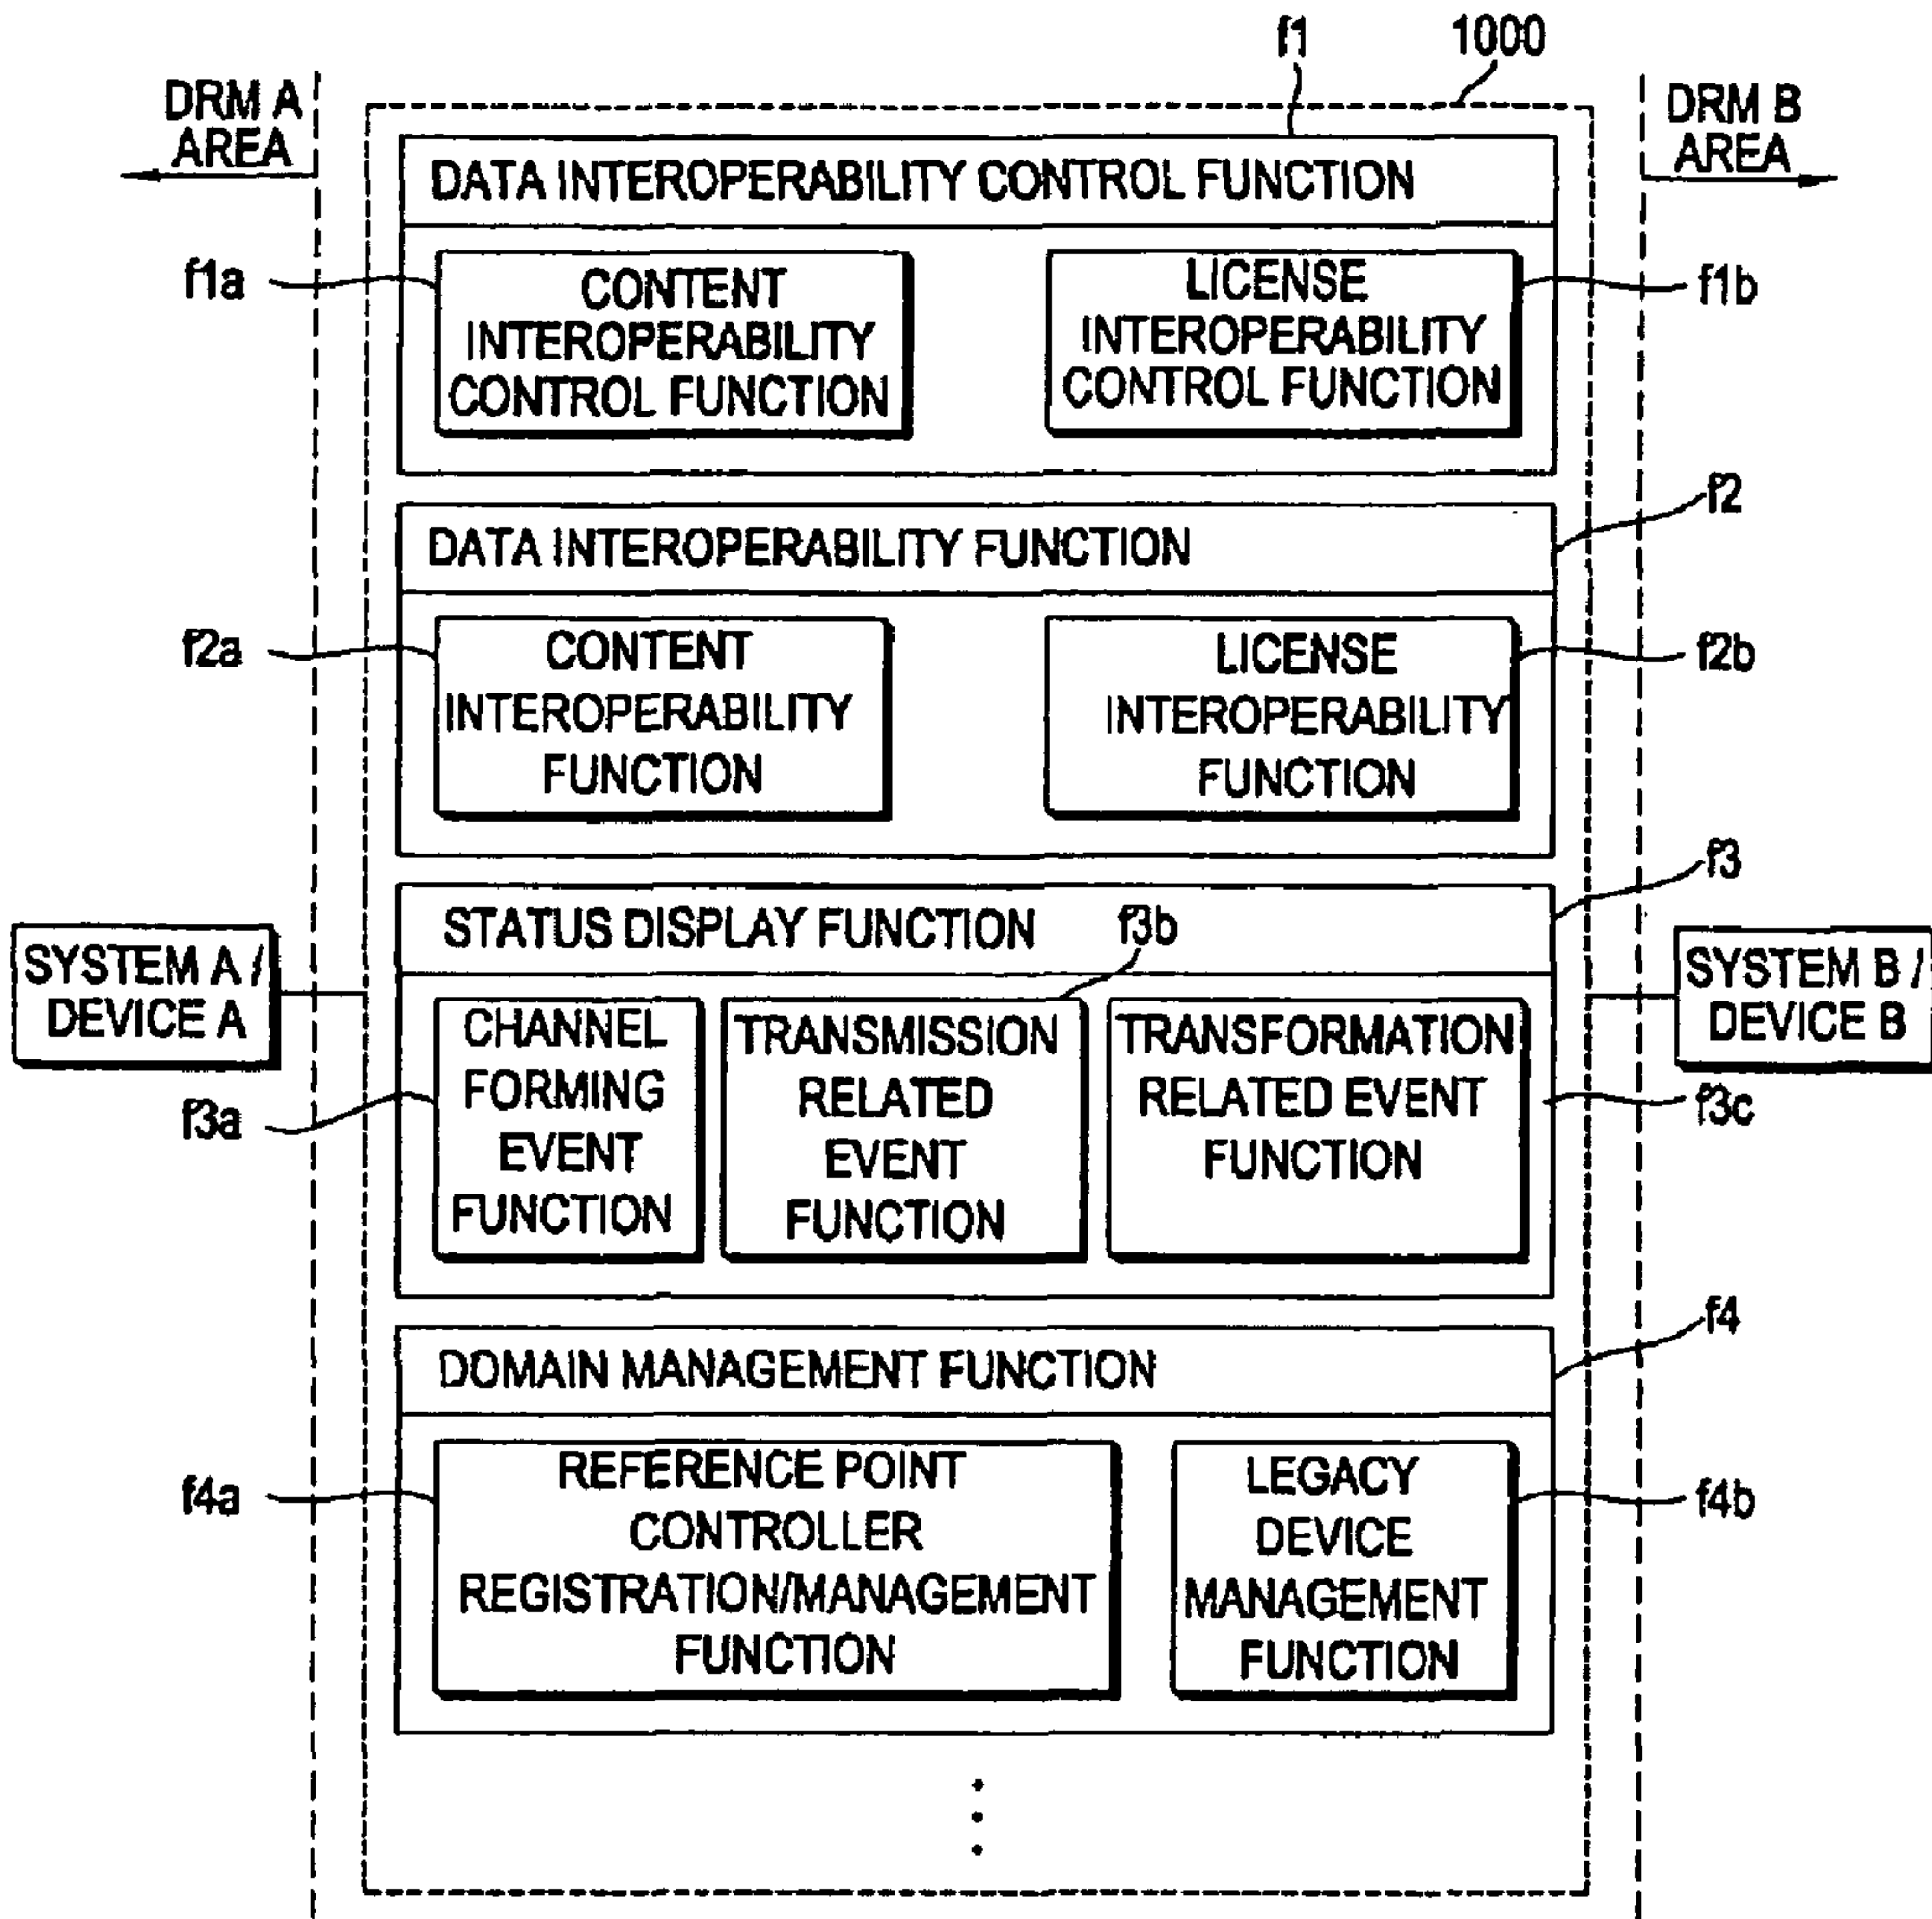 f1
1000
DRM A
AREA
DRM B
AREA
DATA INTEROPERABILITY CONTROL FUNCTION
f1a
CONTENT
INTEROPERABILITY
CONTROL FUNCTION
LICENSE
INTEROPERABILITY
CONTROL FUNCTION
f1b
f2
DATA INTEROPERABILITY FUNCTION
f2a
CONTENT
INTEROPERABILITY
FUNCTION
LICENSE
INTEROPERABILITY
FUNCTION
f2b
f3
STATUS DISPLAY FUNCTION
f3b
SYSTEM A /
DEVICE A
f3a
CHANNEL
FORMING
EVENT
FUNCTION
TRANSMISSION
RELATED
EVENT
FUNCTION
TRANSFORMATION
RELATED EVENT
FUNCTION
f3c
SYSTEM B /
DEVICE B
f4
DOMAIN MANAGEMENT FUNCTION
f4a
REFERENCE POINT
CONTROLLER
REGISTRATION/MANAGEMENT
FUNCTION
LEGACY
DEVICE
MANAGEMENT
FUNCTION
f4b